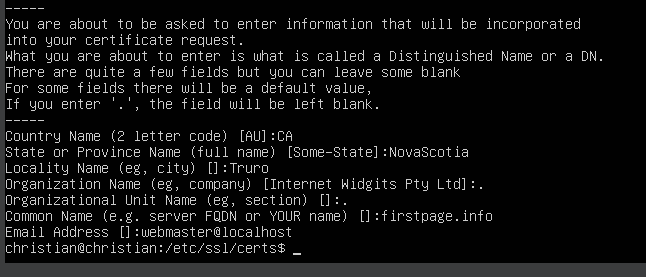 -----
You are about to be asked to enter information that will be incorporated
into your certificate request.
What you are about to enter is what is called a Distinguished Name or a DN.
There are quite a few fields but you can leave some blank
For some fields there will be a default value,
If you enter '.', the field will be left blank.
-----
Country Name (2 letter code) [AU]:CA
State or Province Name (full name) [Some-State]:NovaScotia
Locality Name (eg, city) []:Truro
Organization Name (eg, company) [Internet Widgits Pty Ltd]:.
Organizational Unit Name (eg, section) []:.
Common Name (e.g. server FQDN or YOUR name) []:firstpage.info
Email Address []:webmaster@localhost
christian@christian:/etc/ssl/certs$ _